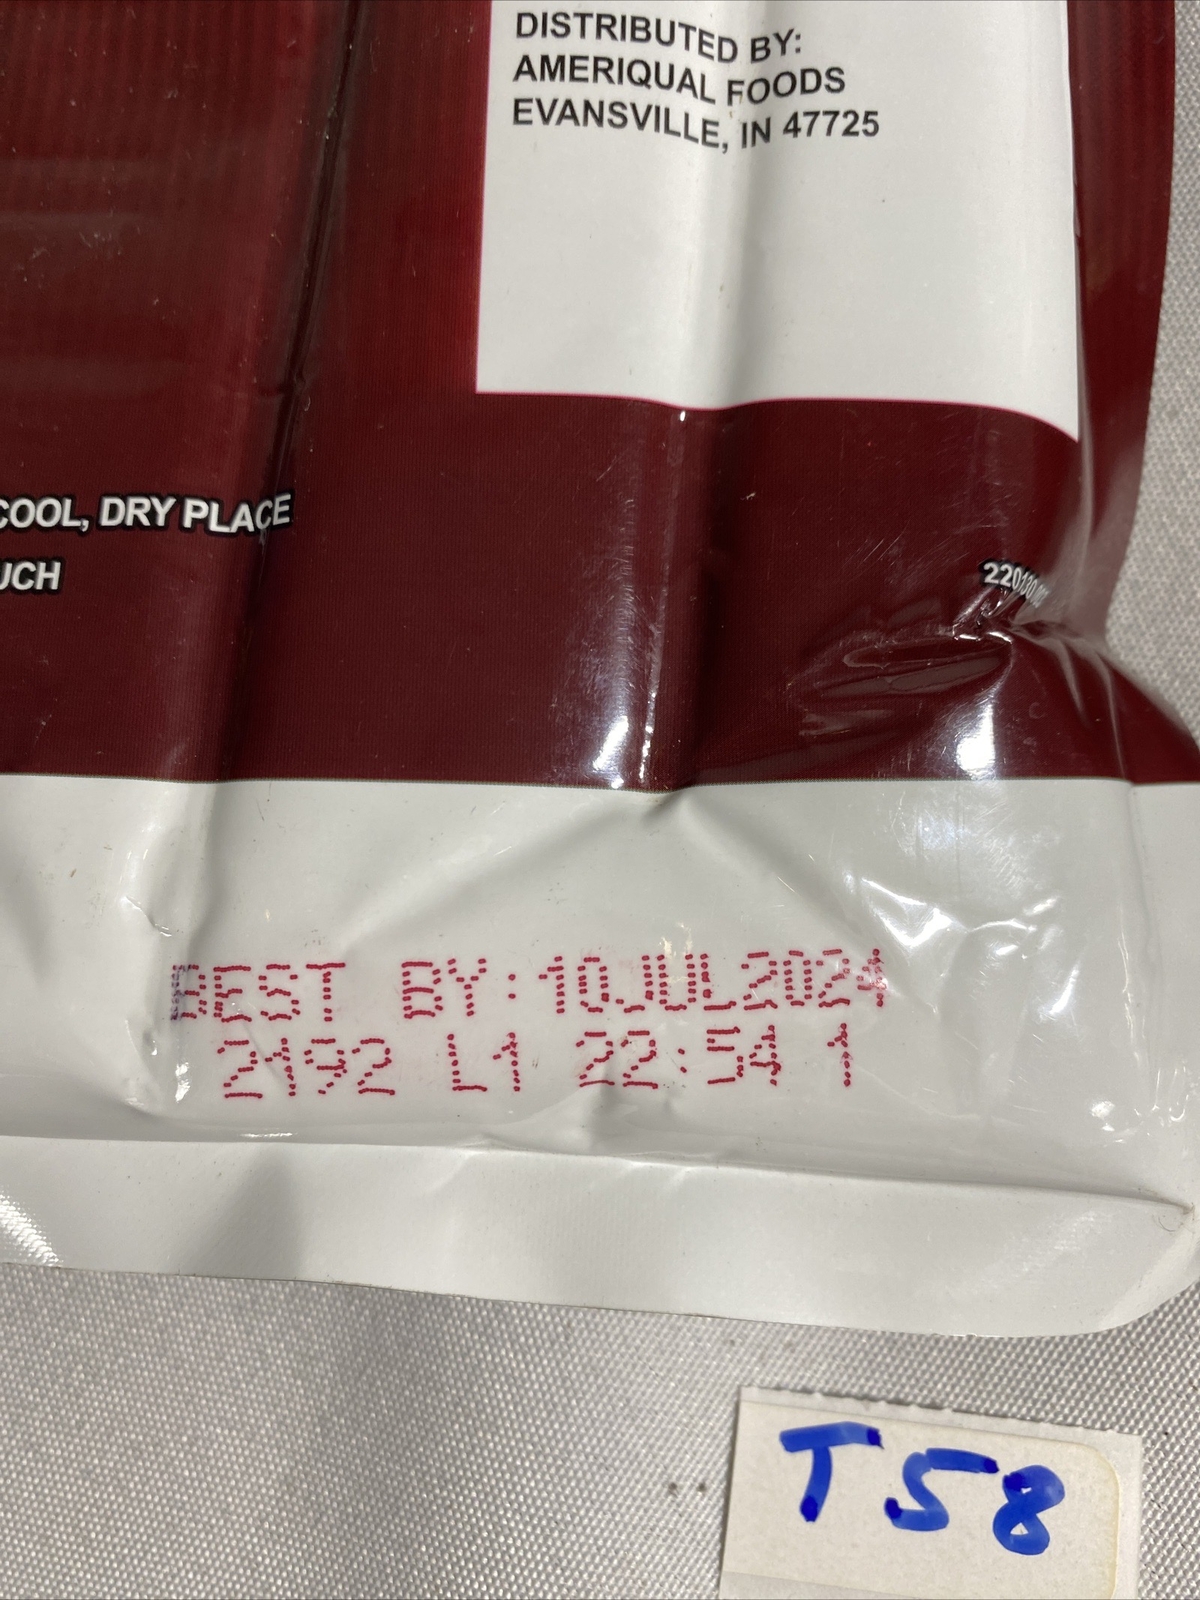 DISTRIBUTED BY:
AMERIQUAL FOODS
EVANSVILLE, IN 47725
COOL, DRY PLACE
UCH
BEST BY:10JUL2024
2192 L1 22:54 1
T58